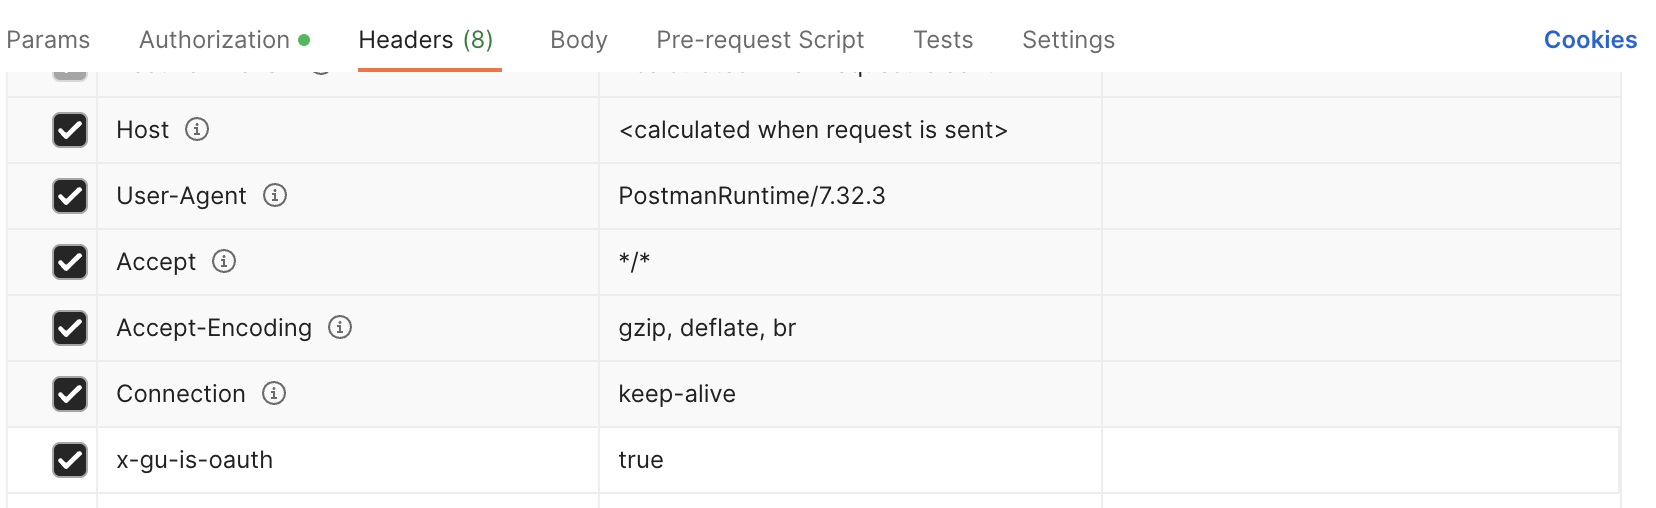 Params Authorization Headers (8) Body Pre-request Script Tests Settings Cookies
Host <calculated when request is sent>
User-Agent PostmanRuntime/7.32.3
Accept */*
Accept-Encoding gzip, deflate, br
Connection keep-alive
x-gu-is-oauth true